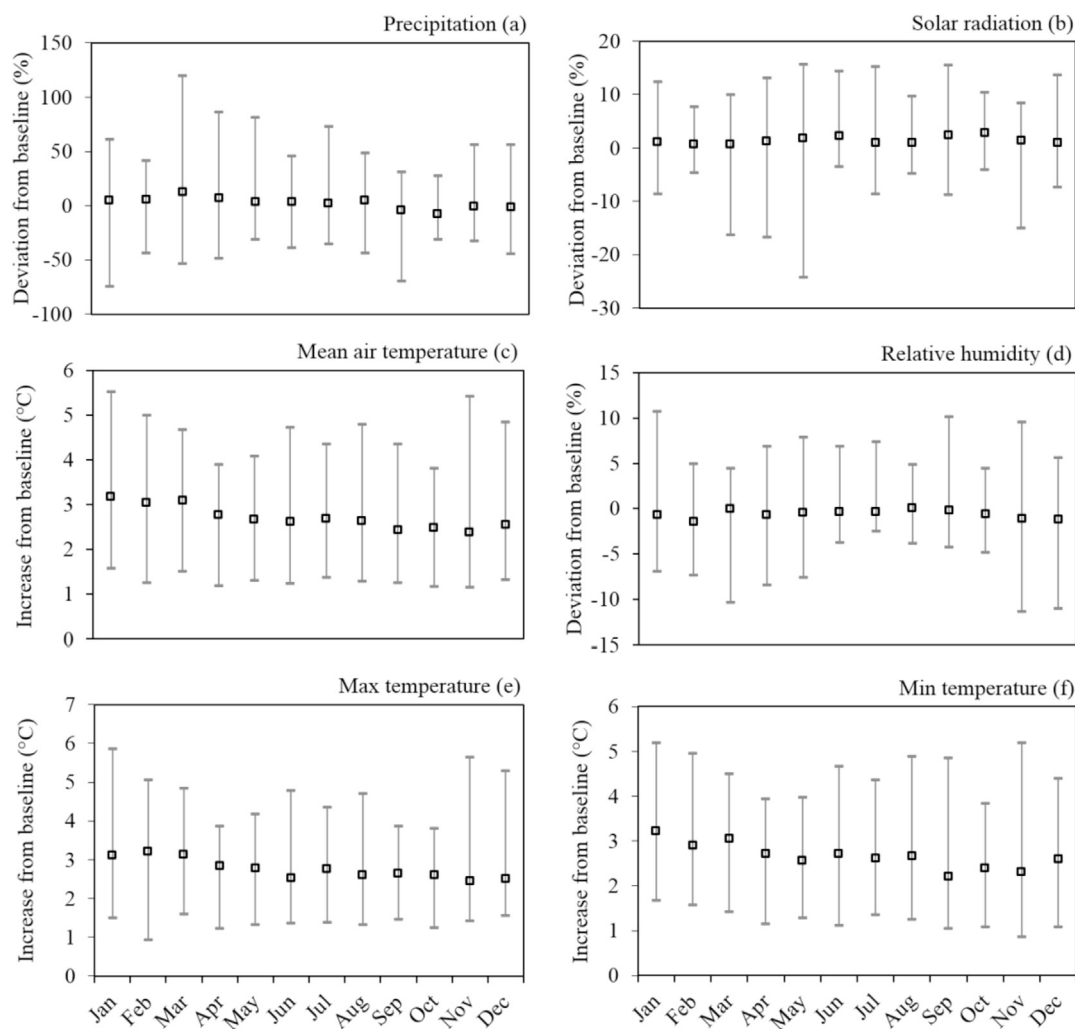 Precipitation (a)
Deviation from baseline (%)
150
100
50
0
-50
-100
Solar radiation (b)
Deviation from baseline (%)
20
10
0
-10
-20
-30
Mean air temperature (c)
Increase from baseline (°C)
6
5
4
3
2
1
0
Relative humidity (d)
Deviation from baseline (%)
15
10
5
0
-5
-10
-15
Max temperature (e)
Increase from baseline (°C)
7
6
5
4
3
2
1
0
Jan Feb Mar Apr May Jun Jul Aug Sep Oct Nov Dec
Min temperature (f)
Increase from baseline (°C)
6
5
4
3
2
1
0
Jan Feb Mar Apr May Jun Jul Aug Sep Oct Nov Dec